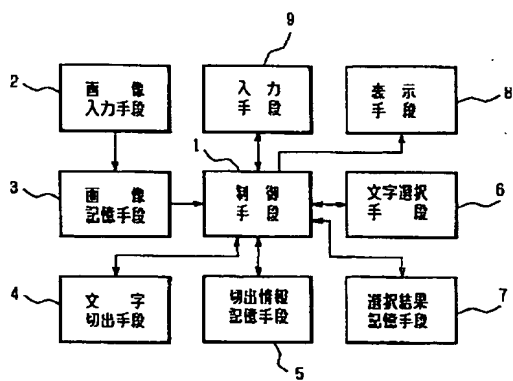 9
2
画像
入力手段
入力
手段
表示
手段
8
1
3
画像
記憶手段
制御
手段
文字選択
手段
6
4
文字
切出手段
切出情報
記憶手段
選択結果
記憶手段
7
5